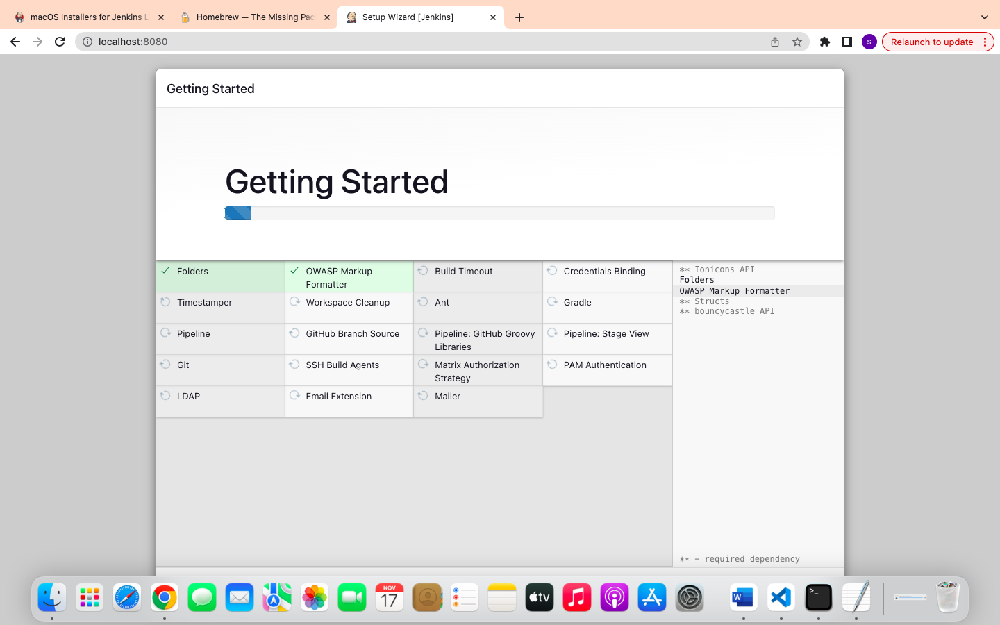 macOS Installers for Jenkins L
Homebrew — The Missing Pac
Setup Wizard [Jenkins]
localhost:8080
S
Relaunch to update
Getting Started
Getting Started
Folders
OWASP Markup
Formatter
Build Timeout
Credentials Binding
Timestamper
Workspace Cleanup
Ant
Gradle
Pipeline
GitHub Branch Source
Pipeline: GitHub Groovy
Libraries
Pipeline: Stage View
Git
SSH Build Agents
Matrix Authorization
Strategy
PAM Authentication
LDAP
Email Extension
Mailer
** Ionicons API
Folders
OWASP Markup Formatter
** Structs
** bouncycastle API
** - required dependency
NOV
17
tv
W
>_